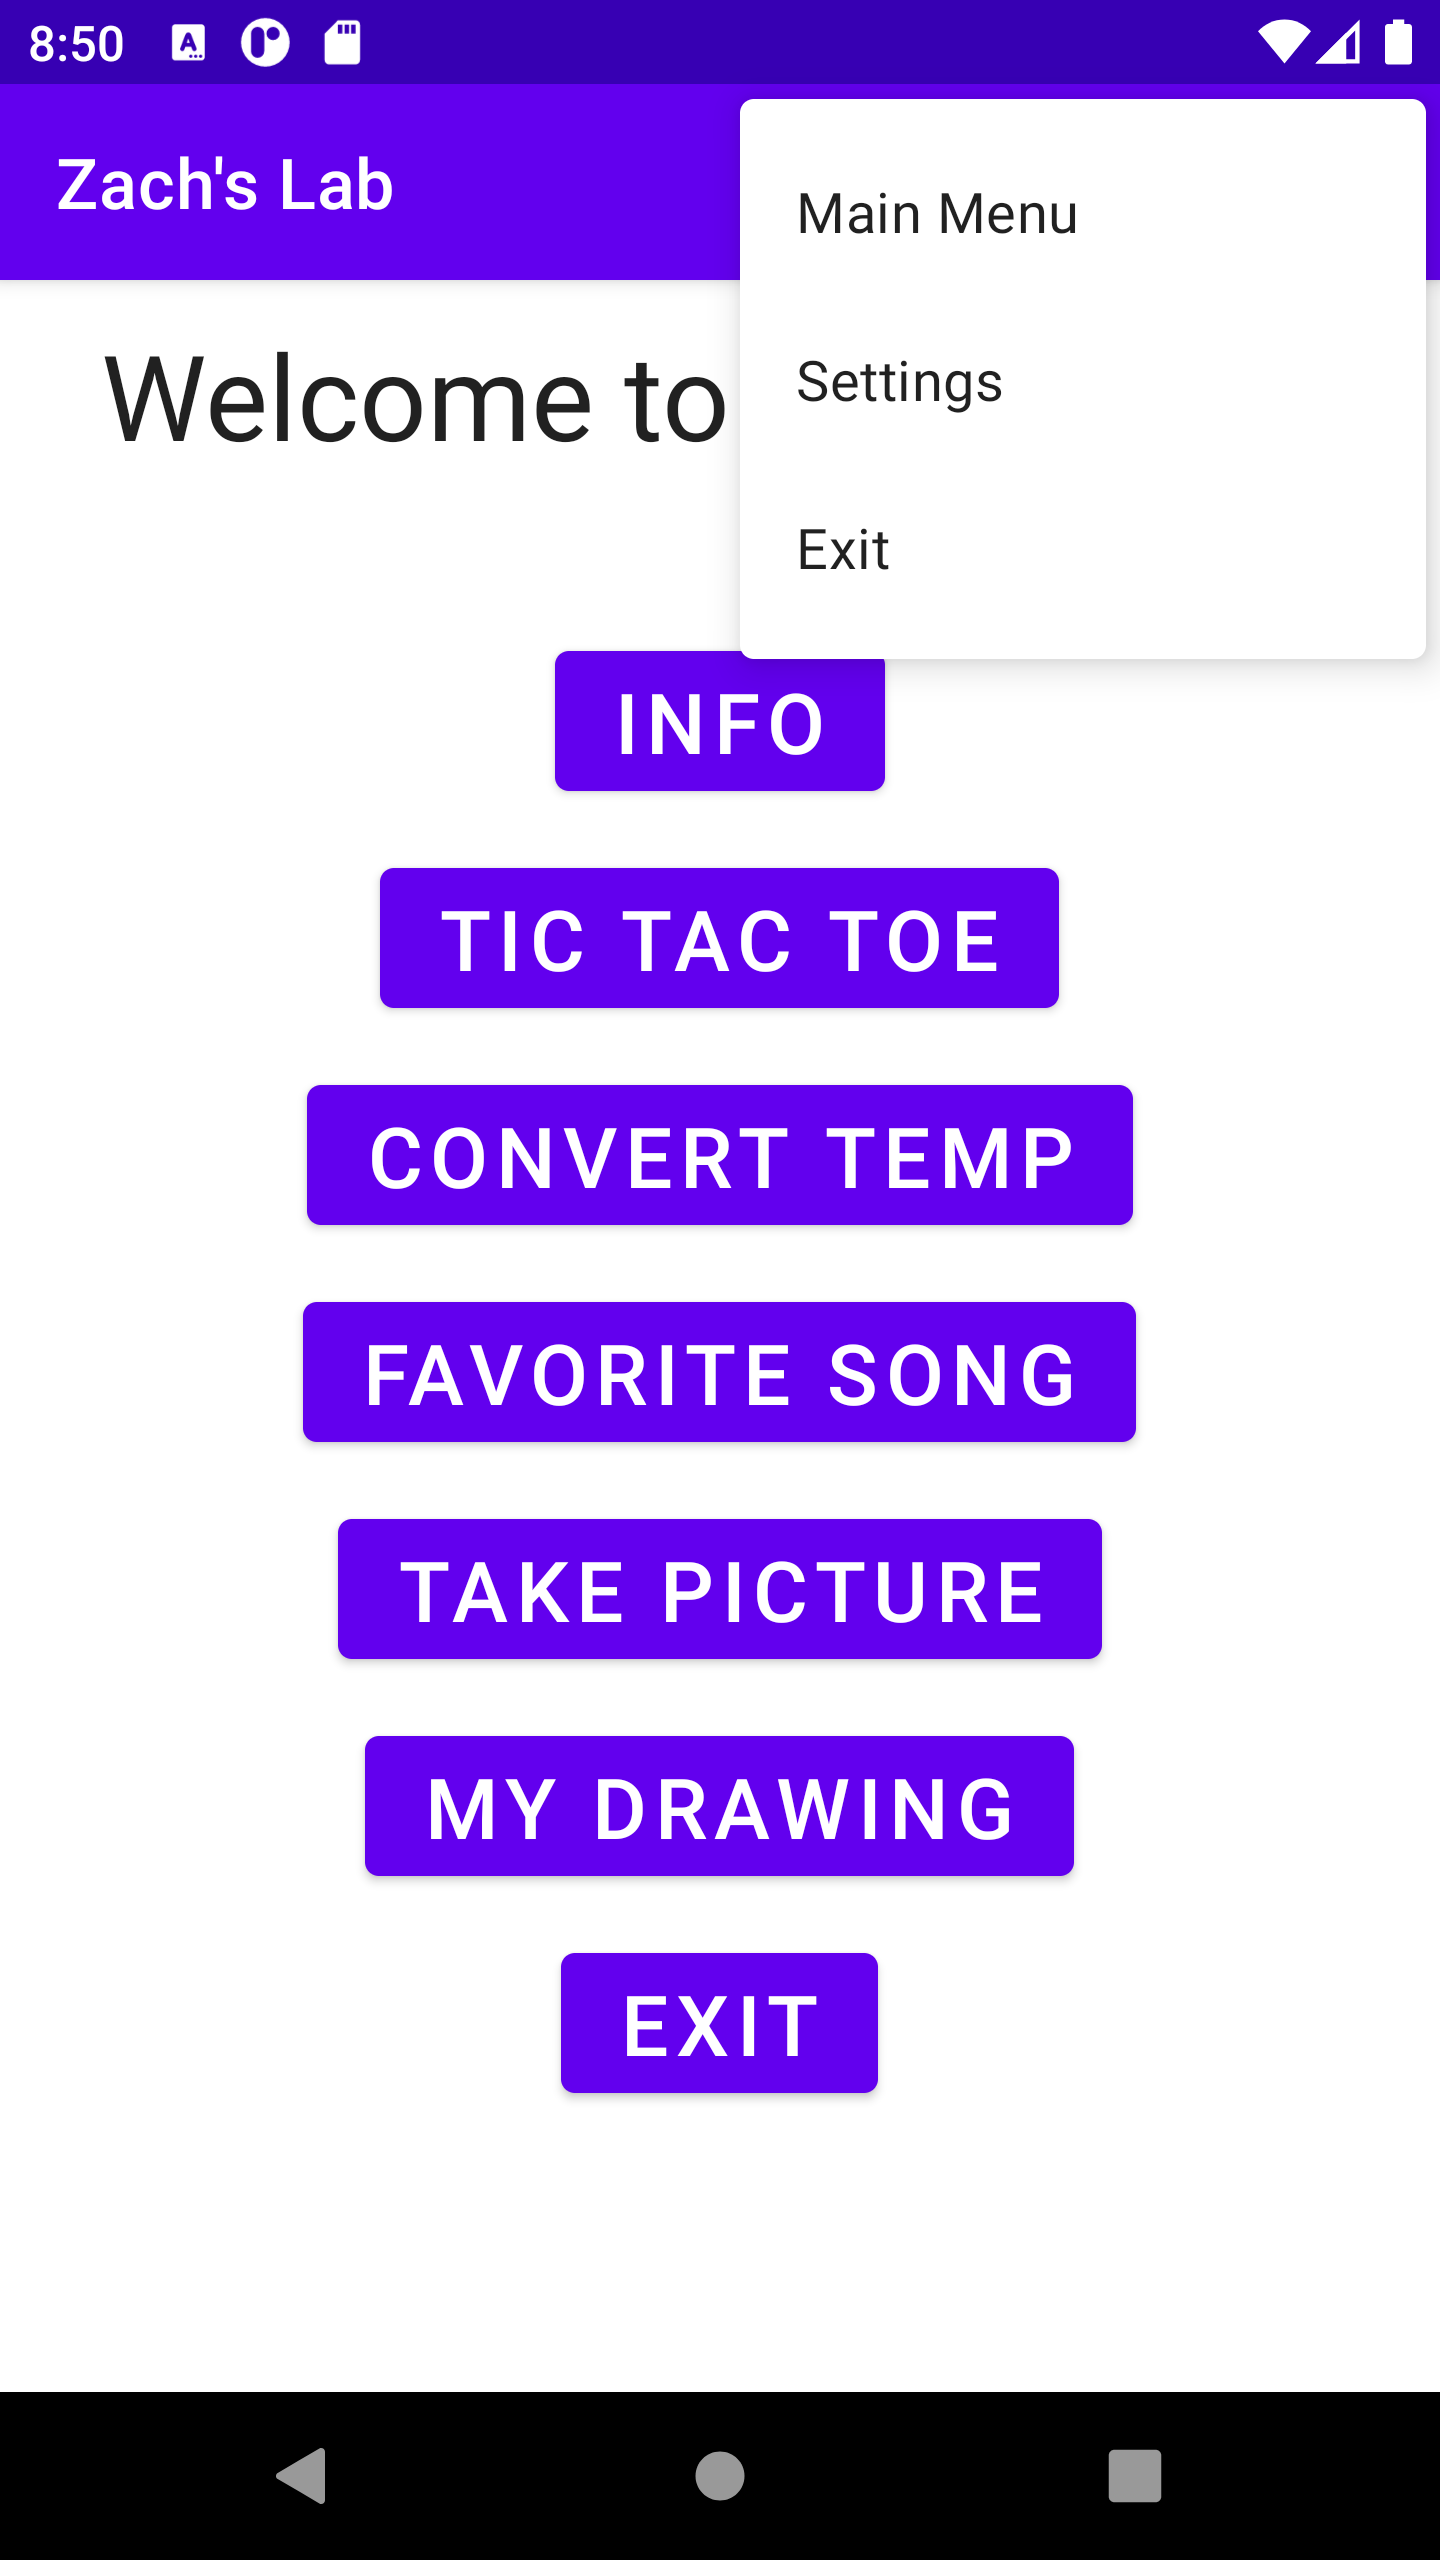 8:50
Zach's Lab
Main Menu
Settings
Exit
Welcome to
INFO
TIC TAC TOE
CONVERT TEMP
FAVORITE SONG
TAKE PICTURE
MY DRAWING
EXIT